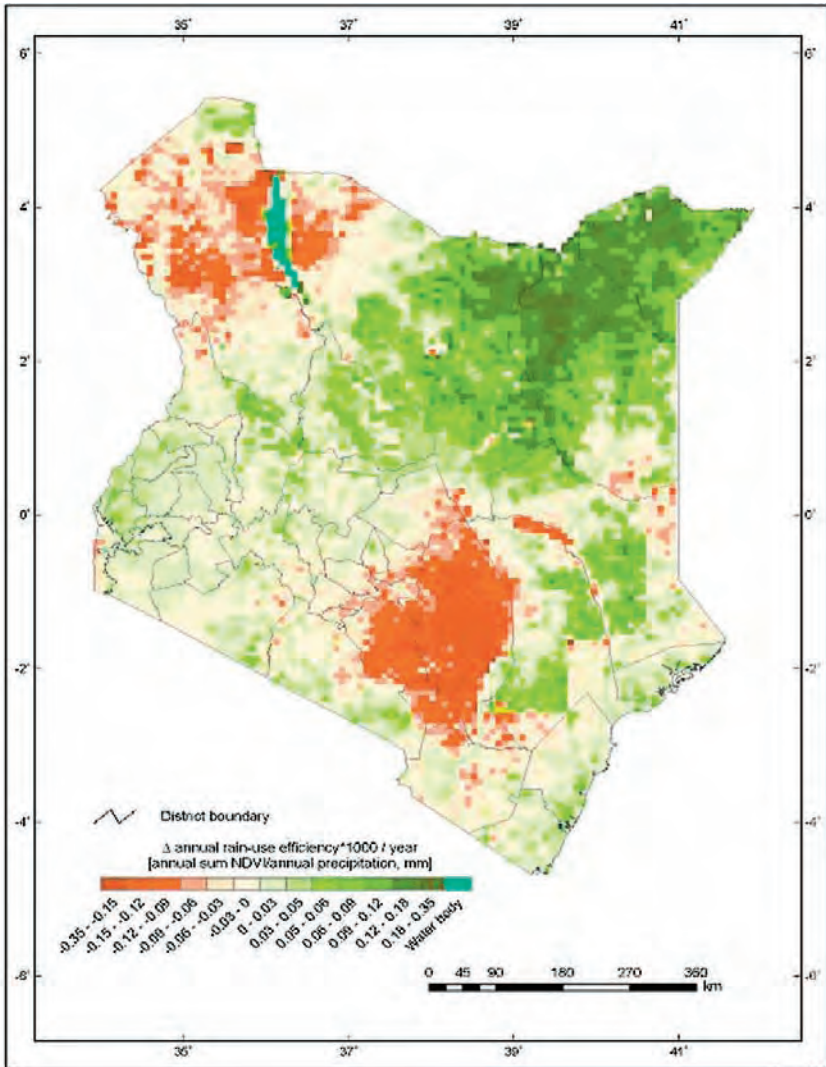 35° 37° 39° 41°
6° 6°
4° 4°
2° 2°
0° 0°
-2° -2°
-4° -4°
District boundary
Δ annual rain-use efficiency*1000 / year
[annual sum NDVI/annual precipitation, mm]
-0.35 - -0.15
-0.15 - -0.12
-0.12 - -0.09
-0.09 - -0.06
-0.06 - -0.03
-0.03 - 0
0 - 0.03
0.03 - 0.05
0.05 - 0.06
0.06 - 0.09
0.09 - 0.12
0.12 - 0.18
0.18 - 0.35
Water body
-6° -6°
0 45 90 180 270 360
km
35° 37° 39° 41°